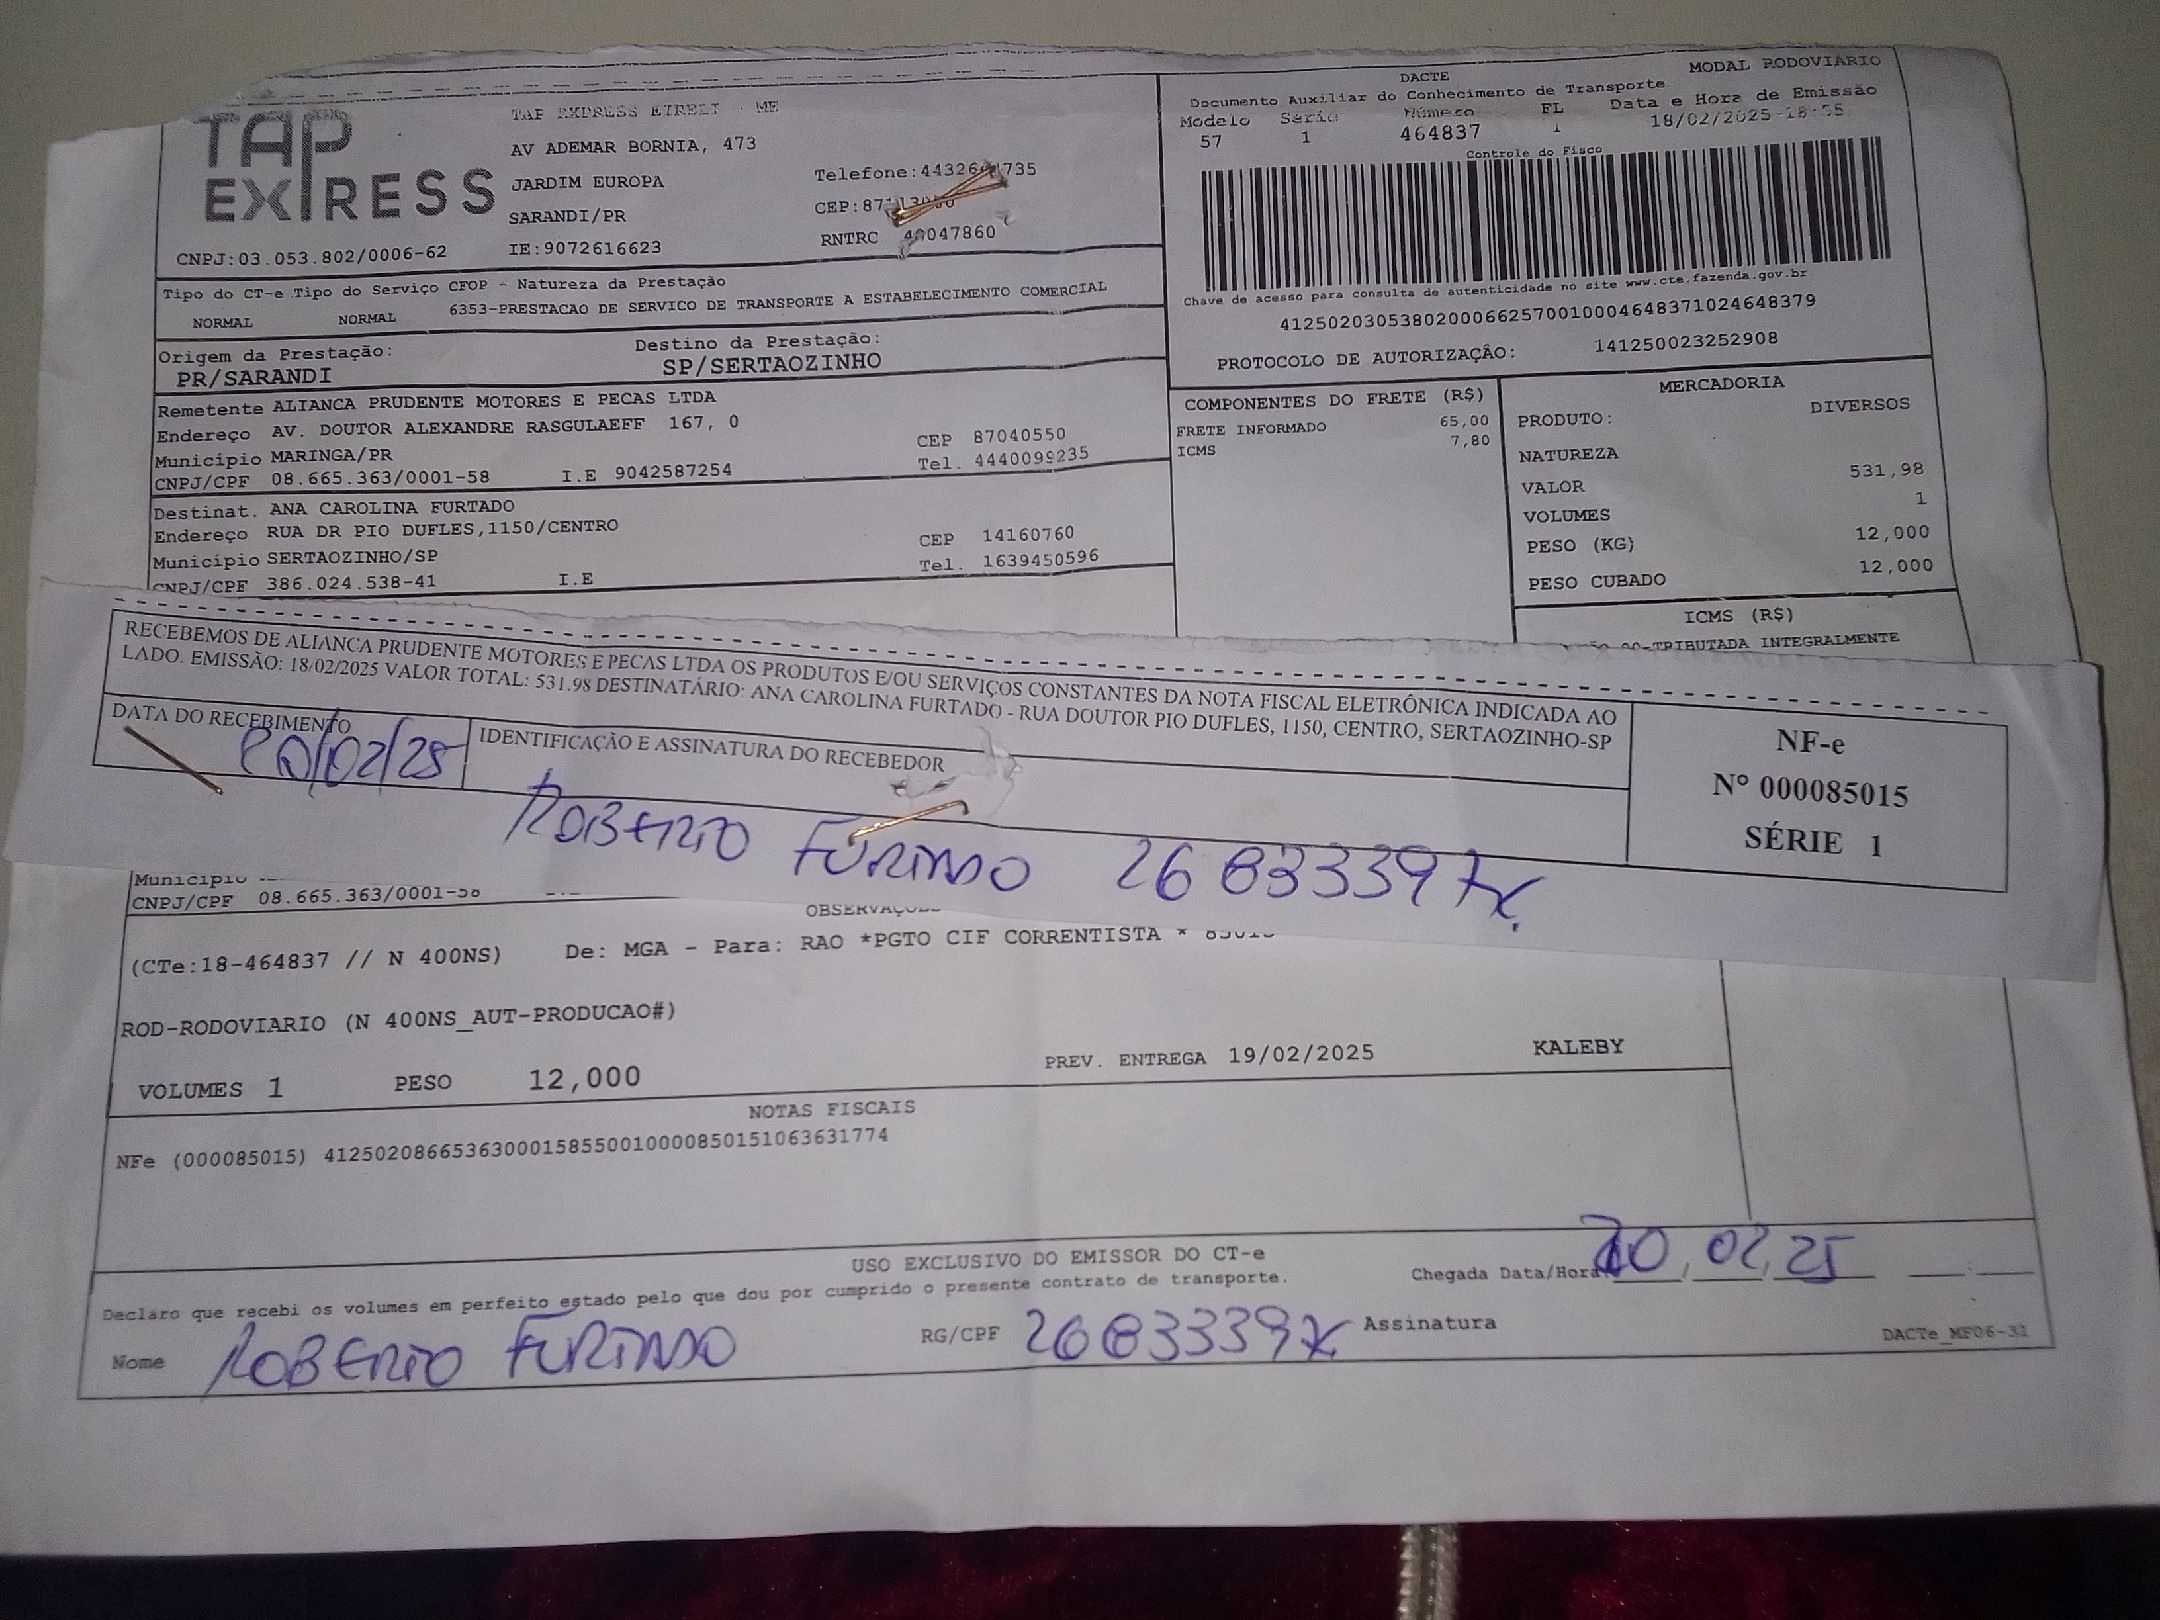 TAP EXPRESS
TAP EXPRESS EIRELI - ME
AV ADEMAR BORNIA, 473
JARDIM EUROPA
SARANDI/PR
Telefone:
CEP:
RNTRC
CNPJ:03.053.802/0006-62 IE:9072616623
DACTE MODAL RODOVIARIO
Documento Auxiliar do Conhecimento de Transporte
Modelo Série Número FL Data e Hora de Emissão
57 1 464837 1 18/02/2025
Controle do Fisco
Chave de acesso para consulta de autenticidade no site www.cte.fazenda.gov.br
41250203053802000662570010004648371024648379
PROTOCOLO DE AUTORIZAÇÃO: 141250023252908
Tipo do CT-e Tipo do Serviço CFOP - Natureza da Prestação
NORMAL NORMAL 6353-PRESTACAO DE SERVICO DE TRANSPORTE A ESTABELECIMENTO COMERCIAL
Origem da Prestação: Destino da Prestação:
PR/SARANDI SP/SERTAOZINHO
Remetente ALIANCA PRUDENTE MOTORES E PECAS LTDA
Endereço AV. DOUTOR ALEXANDRE RASGULAEFF 167, 0
Município MARINGA/PR CEP 87040550
CNPJ/CPF 08.665.363/0001-58 I.E 9042587254 Tel. 4440099235
Destinat. ANA CAROLINA FURTADO
Endereço RUA DR PIO DUFLES,1150/CENTRO
Município SERTAOZINHO/SP CEP 14160760
CNPJ/CPF 386.024.538-41 I.E Tel. 1639450596
COMPONENTES DO FRETE (R$)
FRETE INFORMADO 65,00
ICMS 7,80
MERCADORIA
PRODUTO: DIVERSOS
NATUREZA
VALOR 531,98
VOLUMES 1
PESO (KG) 12,000
PESO CUBADO 12,000
ICMS (R$)
00-TRIBUTADA INTEGRALMENTE
RECEBEMOS DE ALIANCA PRUDENTE MOTORES E PECAS LTDA OS PRODUTOS E/OU SERVIÇOS CONSTANTES DA NOTA FISCAL ELETRÔNICA INDICADA AO
LADO. EMISSÃO: 18/02/2025 VALOR TOTAL: 531.98 DESTINATÁRIO: ANA CAROLINA FURTADO - RUA DOUTOR PIO DUFLES, 1150, CENTRO, SERTAOZINHO-SP
DATA DO RECEBIMENTO IDENTIFICAÇÃO E ASSINATURA DO RECEBEDOR
20/02/25
ROBERTO FURTADO 26833397X
NF-e
N° 000085015
SÉRIE 1
Município
CNPJ/CPF 08.665.363/0001-58
OBSERVAÇÕES
(CTe:18-464837 // N 400NS) De: MGA - Para: RAO *PGTO CIF CORRENTISTA * 85015
ROD-RODOVIARIO (N 400NS_AUT-PRODUCAO#)
VOLUMES 1 PESO 12,000 PREV. ENTREGA 19/02/2025 KALEBY
NOTAS FISCAIS
NFe (000085015) 41250208665363000158550010000850151063631774
USO EXCLUSIVO DO EMISSOR DO CT-e
Declaro que recebi os volumes em perfeito estado pelo que dou por cumprido o presente contrato de transporte. Chegada Data/Hora 20/02/25
Nome ROBERTO FURTADO RG/CPF 26833397X Assinatura
DACTe_MF06-31